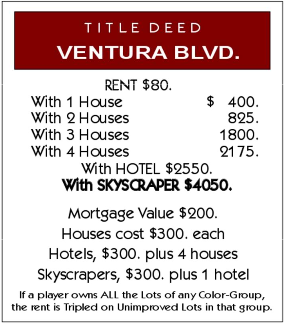 TITLE DEED
VENTURA BLVD.
RENT $80.
With 1 House $ 400.
With 2 Houses 825.
With 3 Houses 1800.
With 4 Houses 2175.
With HOTEL $2550.
With SKYSCRAPER $4050.
Mortgage Value $200.
Houses cost $300. each
Hotels, $300. plus 4 houses
Skyscrapers, $300. plus 1 hotel
If a player owns ALL the Lots of any Color-Group,
the rent is Tripled on Unimproved Lots in that group.